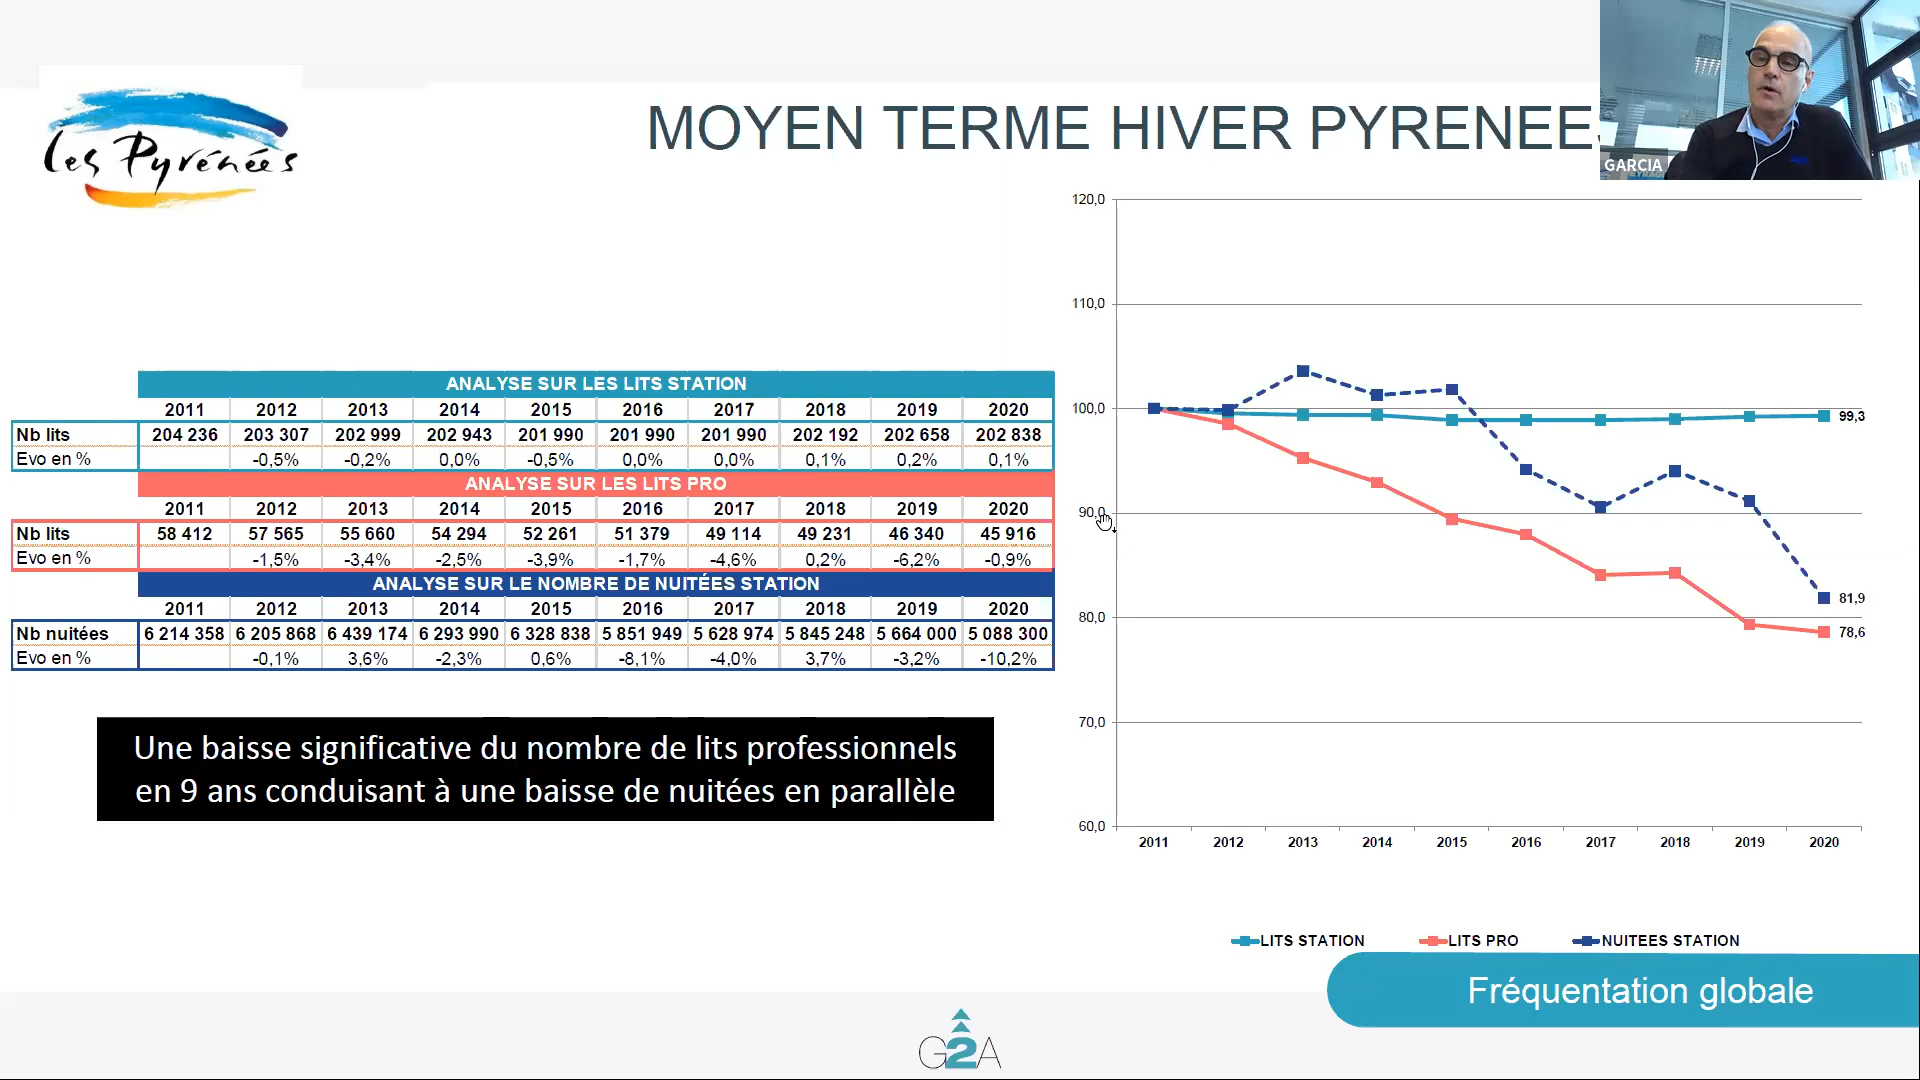 Les Pyrénées
MOYEN TERME HIVER PYRENEE
GARCIA
ANALYSE SUR LES LITS STATION
2011 2012 2013 2014 2015 2016 2017 2018 2019 2020
Nb lits 204 236 203 307 202 999 202 943 201 990 201 990 201 990 202 192 202 658 202 838
Evo en % -0,5% -0,2% 0,0% -0,5% 0,0% 0,0% 0,1% 0,2% 0,1%
ANALYSE SUR LES LITS PRO
2011 2012 2013 2014 2015 2016 2017 2018 2019 2020
Nb lits 58 412 57 565 55 660 54 294 52 261 51 379 49 114 49 231 46 340 45 916
Evo en % -1,5% -3,4% -2,5% -3,9% -1,7% -4,6% 0,2% -6,2% -0,9%
ANALYSE SUR LE NOMBRE DE NUITÉES STATION
2011 2012 2013 2014 2015 2016 2017 2018 2019 2020
Nb nuitées 6 214 358 6 205 868 6 439 174 6 293 990 6 328 838 5 851 949 5 628 974 5 845 248 5 664 000 5 088 300
Evo en % -0,1% 3,6% -2,3% 0,6% -8,1% -4,0% 3,7% -3,2% -10,2%
Une baisse significative du nombre de lits professionnels
en 9 ans conduisant à une baisse de nuitées en parallèle
120,0
110,0
100,0
90,0
80,0
70,0
60,0
99,3
81,9
78,6
2011 2012 2013 2014 2015 2016 2017 2018 2019 2020
LITS STATION LITS PRO NUITEES STATION
Fréquentation globale
G2A